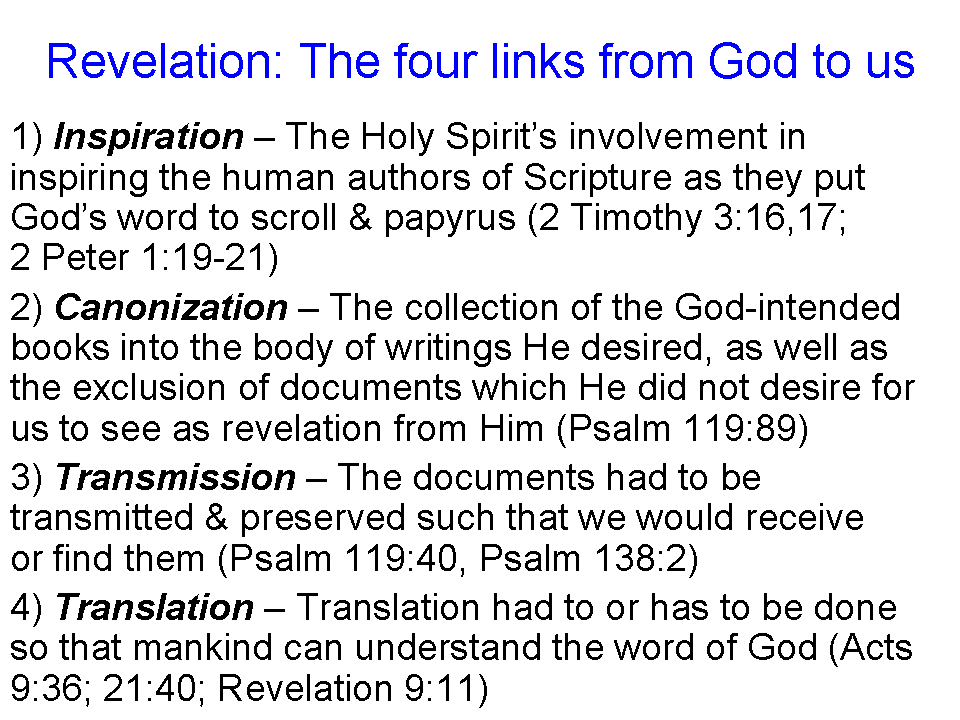 Revelation: The four links from God to us
1) Inspiration – The Holy Spirit’s involvement in
inspiring the human authors of Scripture as they put
God’s word to scroll & papyrus (2 Timothy 3:16,17;
2 Peter 1:19-21)
2) Canonization – The collection of the God-intended
books into the body of writings He desired, as well as
the exclusion of documents which He did not desire for
us to see as revelation from Him (Psalm 119:89)
3) Transmission – The documents had to be
transmitted & preserved such that we would receive
or find them (Psalm 119:40, Psalm 138:2)
4) Translation – Translation had to or has to be done
so that mankind can understand the word of God (Acts
9:36; 21:40; Revelation 9:11)